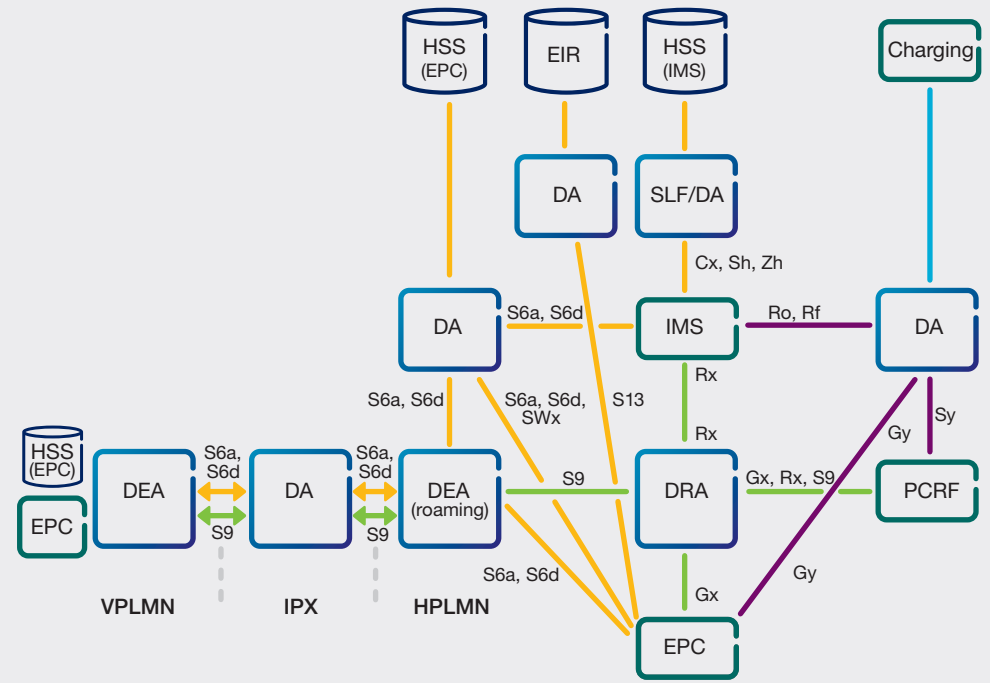 HSS
(EPC)
EIR
HSS
(IMS)
Charging
DA
SLF/DA
Cx, Sh, Zh
DA
S6a, S6d
IMS
Ro, Rf
DA
S6a, S6d
S6a, S6d,
SWx
S13
Rx
Rx
Gy
Sy
HSS
(EPC)
EPC
DEA
S6a,
S6d
S9
DA
S6a,
S6d
S9
DEA
(roaming)
S9
DRA
Gx, Rx, S9
PCRF
S6a, S6d
Gx
Gy
VPLMN
IPX
HPLMN
EPC